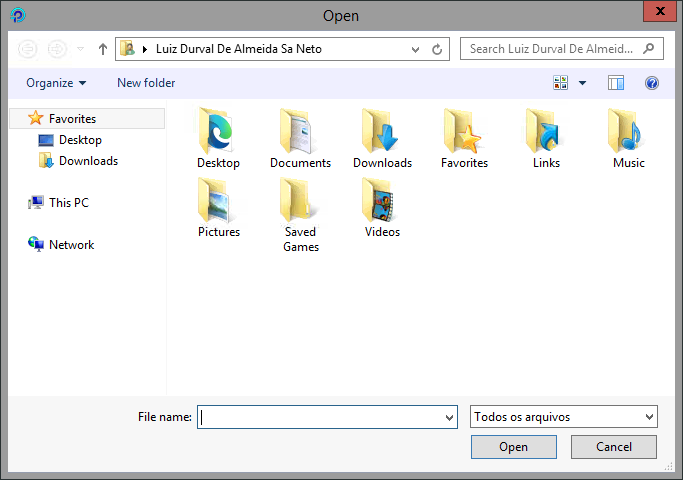 Open
Luiz Durval De Almeida Sa Neto
Search Luiz Durval De Almeid...
Organize
New folder
Favorites
Desktop
Downloads
This PC
Network
Desktop
Documents
Downloads
Favorites
Links
Music
Pictures
Saved
Games
Videos
File name:
Todos os arquivos
Open
Cancel